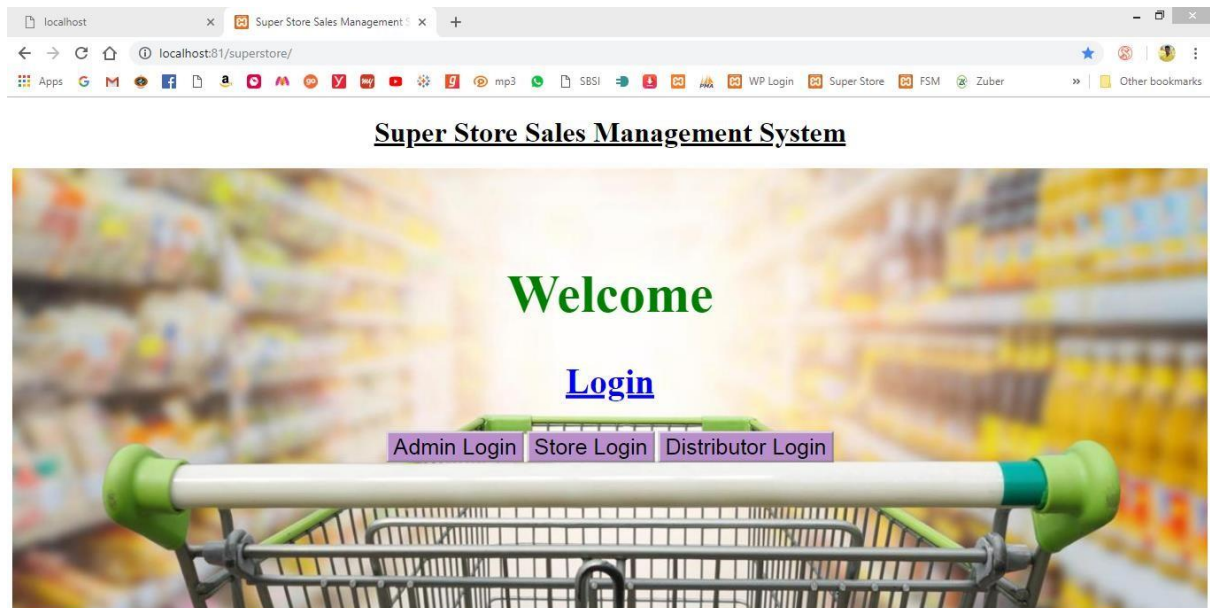 localhost
Super Store Sales Management S
localhost:81/superstore/
Apps mp3 SBSI WP Login Super Store FSM Zuber » Other bookmarks
Super Store Sales Management System
Welcome
Login
Admin Login Store Login Distributor Login